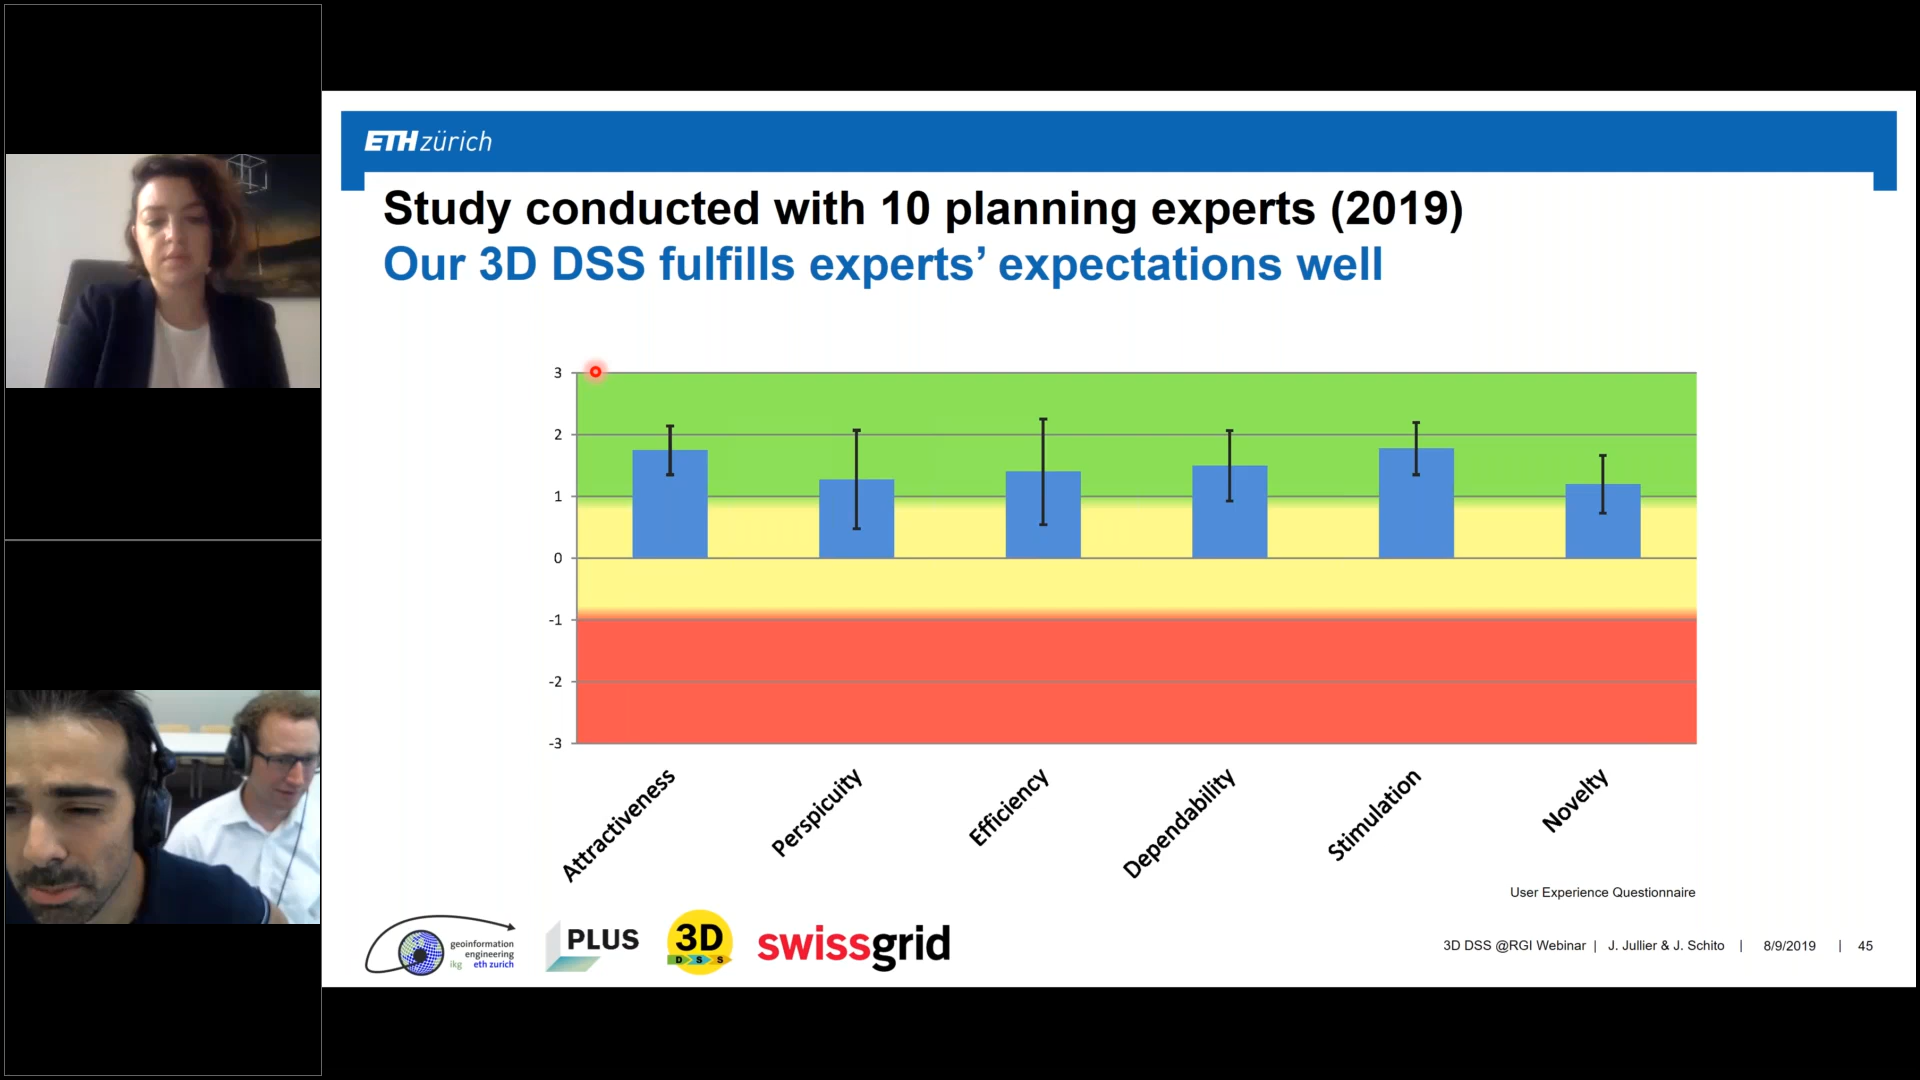 ETH zürich
Study conducted with 10 planning experts (2019)
Our 3D DSS fulfills experts’ expectations well
3
2
1
0
-1
-2
-3
Attractiveness
Perspicuity
Efficiency
Dependability
Stimulation
Novelty
User Experience Questionnaire
geoinformation
engineering
ikg eth zurich
PLUS
3D
D S S
swissgrid
3D DSS @RGI Webinar | J. Jullier & J. Schito | 8/9/2019 | 45